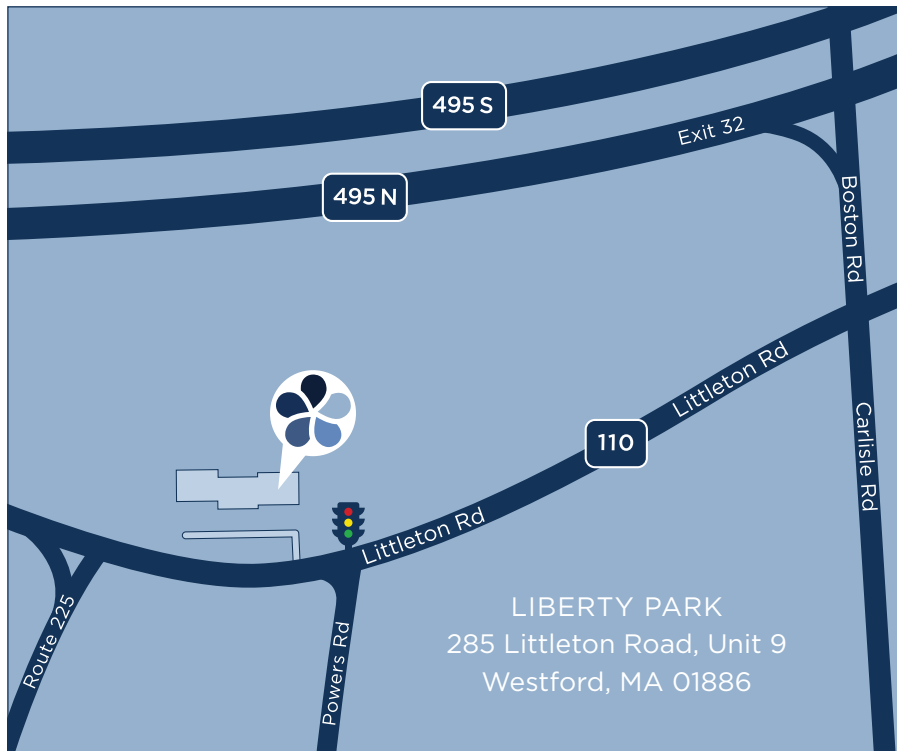 495 S
Exit 32
495 N
Boston Rd
Littleton Rd
110
Carlisle Rd
Littleton Rd
Route 225
Powers Rd
LIBERTY PARK
285 Littleton Road, Unit 9
Westford, MA 01886